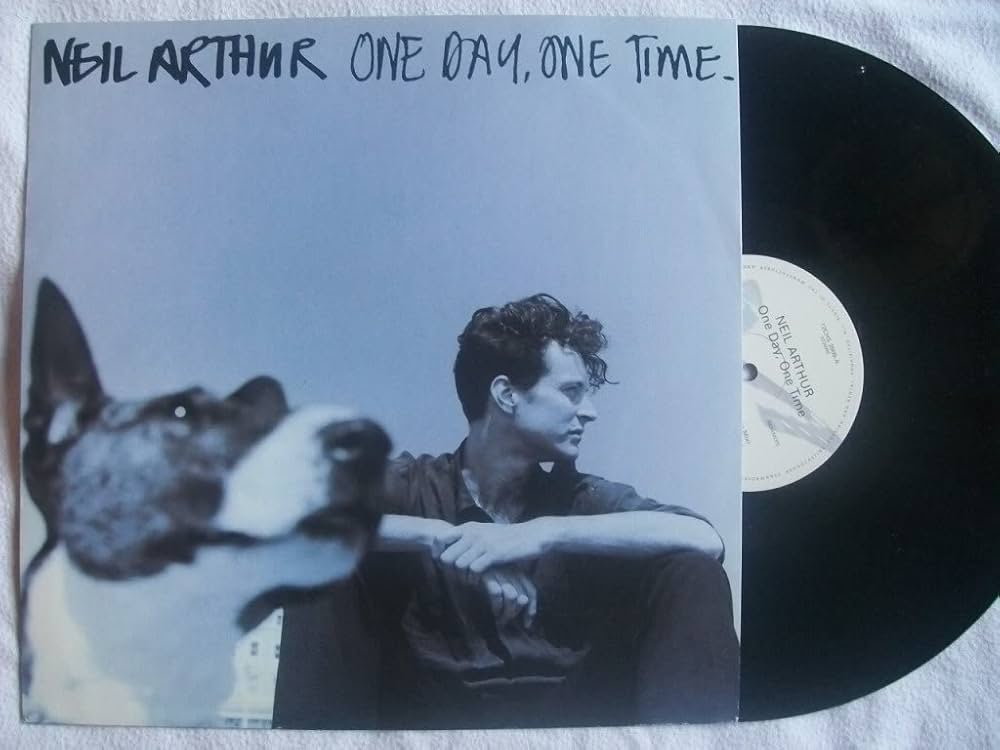 NEIL ARTHUR ONE DAY, ONE TIME.
NEIL ARTHUR
One Day, One Time